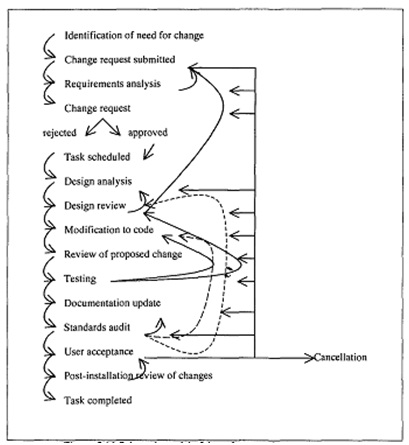 Identification of need for change
Change request submitted
Requirements analysis
Change request
rejected approved
Task scheduled
Design analysis
Design review
Modification to code
Review of proposed change
Testing
Documentation update
Standards audit
User acceptance
Cancellation
Post-installation review of changes
Task completed